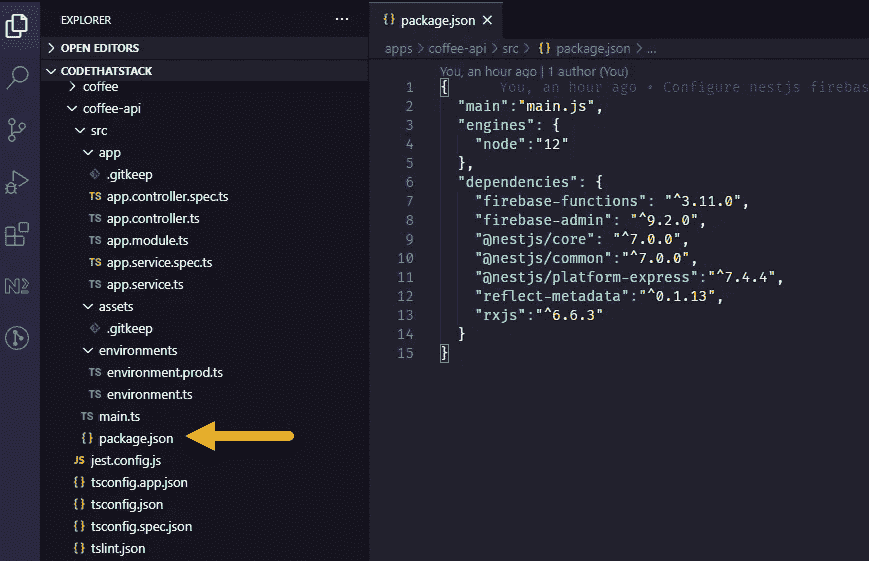 EXPLORER
...
OPEN EDITORS
CODETHATSTACK
coffee
coffee-api
src
app
.gitkeep
TS app.controller.spec.ts
TS app.controller.ts
TS app.module.ts
TS app.service.spec.ts
TS app.service.ts
assets
.gitkeep
environments
TS environment.prod.ts
TS environment.ts
TS main.ts
{} package.json
JS jest.config.js
{} tsconfig.app.json
{} tsconfig.json
{} tsconfig.spec.json
{} tslint.json
{} package.json ×
apps > coffee-api > src > {} package.json > ...
You, an hour ago | 1 author (You)
1 { You, an hour ago • Configure nestjs firebas
2 "main":"main.js",
3 "engines": {
4 "node":"12"
5 },
6 "dependencies": {
7 "firebase-functions": "^3.11.0",
8 "firebase-admin": "^9.2.0",
9 "@nestjs/core": "^7.0.0",
10 "@nestjs/common":"^7.0.0",
11 "@nestjs/platform-express":"^7.4.4",
12 "reflect-metadata":"^0.1.13",
13 "rxjs":"^6.6.3"
14 }
15 }